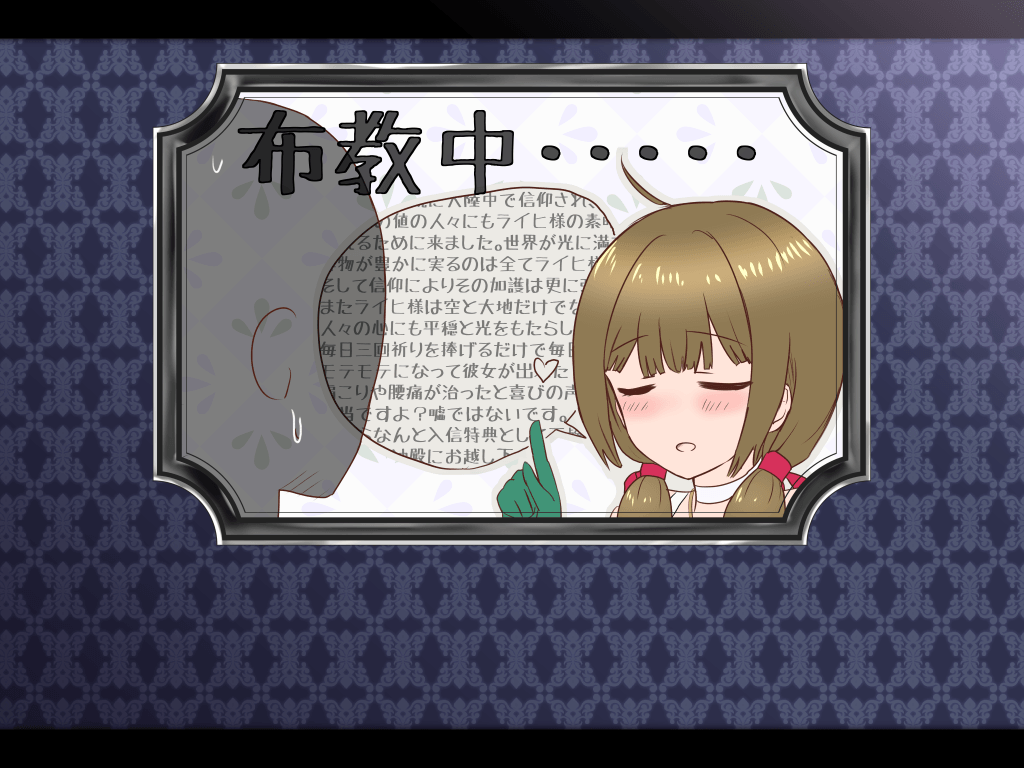 布教中・・・・・
大陸中で信仰され、
の値の人々にもライヒ様の素
るために来ました。世界が光に満
物が豊かに実るのは全てライヒ
をして信仰によりその加護は更に
またライヒ様は空と大地だけでな
人々の心にも平穏と光をもたらし
毎日三回祈りを捧げるだけで毎日
モテモテになって彼女が出 た
こりや腰痛が治ったと喜びの声
当ですよ？嘘ではないです。
なんと入信特典とし
殿にお越し下